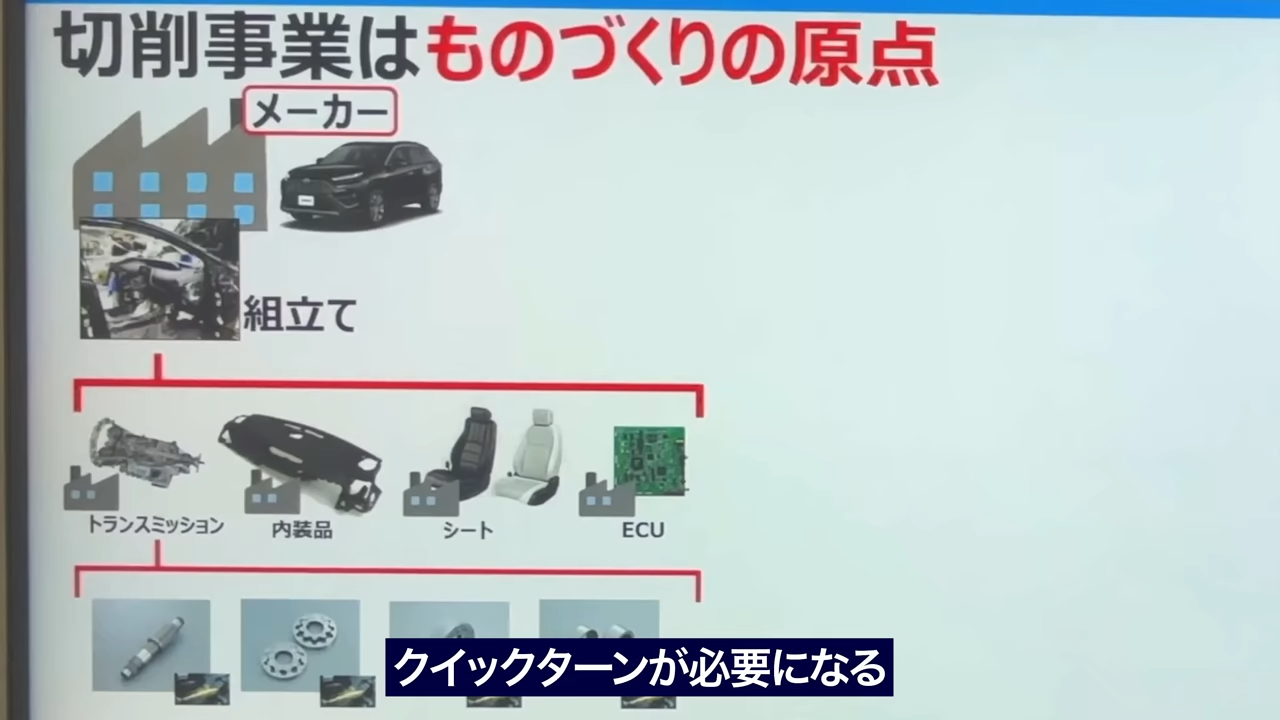 切削事業はものづくりの原点
メーカー
組立て
トランスミッション
内装品
シート
ECU
クイックターンが必要になる